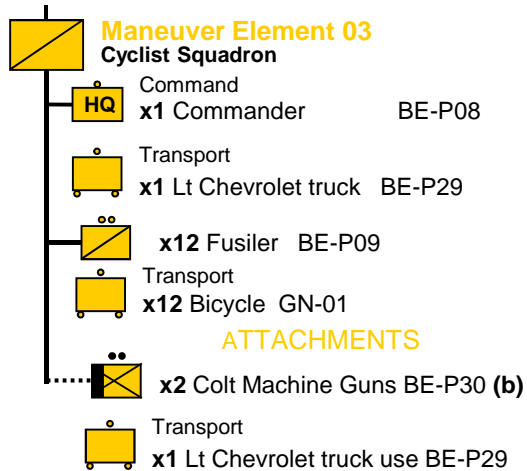 Maneuver Element 03
Cyclist Squadron
Command
HQ x1 Commander BE-P08
Transport
x1 Lt Chevrolet truck BE-P29
x12 Fusiler BE-P09
Transport
x12 Bicycle GN-01
ATTACHMENTS
x2 Colt Machine Guns BE-P30 (b)
Transport
x1 Lt Chevrolet truck use BE-P29